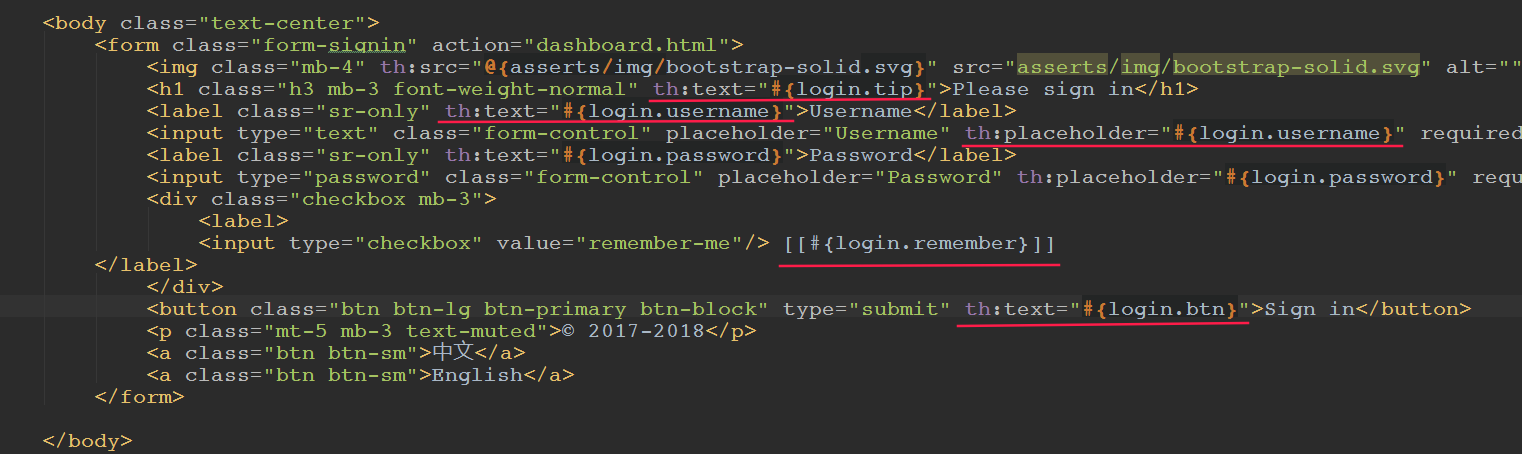 <body class="text-center">
<form class="form-signin" action="dashboard.html">
<img class="mb-4" th:src="@{asserts/img/bootstrap-solid.svg}" src="asserts/img/bootstrap-solid.svg" alt=""
<h1 class="h3 mb-3 font-weight-normal" th:text="#{login.tip}">Please sign in</h1>
<label class="sr-only" th:text="#{login.username}">Username</label>
<input type="text" class="form-control" placeholder="Username" th:placeholder="#{login.username}" required
<label class="sr-only" th:text="#{login.password}">Password</label>
<input type="password" class="form-control" placeholder="Password" th:placeholder="#{login.password}" requ
<div class="checkbox mb-3">
<label>
<input type="checkbox" value="remember-me"/> [[#{login.remember}]]
</label>
</div>
<button class="btn btn-lg btn-primary btn-block" type="submit" th:text="#{login.btn}">Sign in</button>
<p class="mt-5 mb-3 text-muted">© 2017-2018</p>
<a class="btn btn-sm">中文</a>
<a class="btn btn-sm">English</a>
</form>
</body>